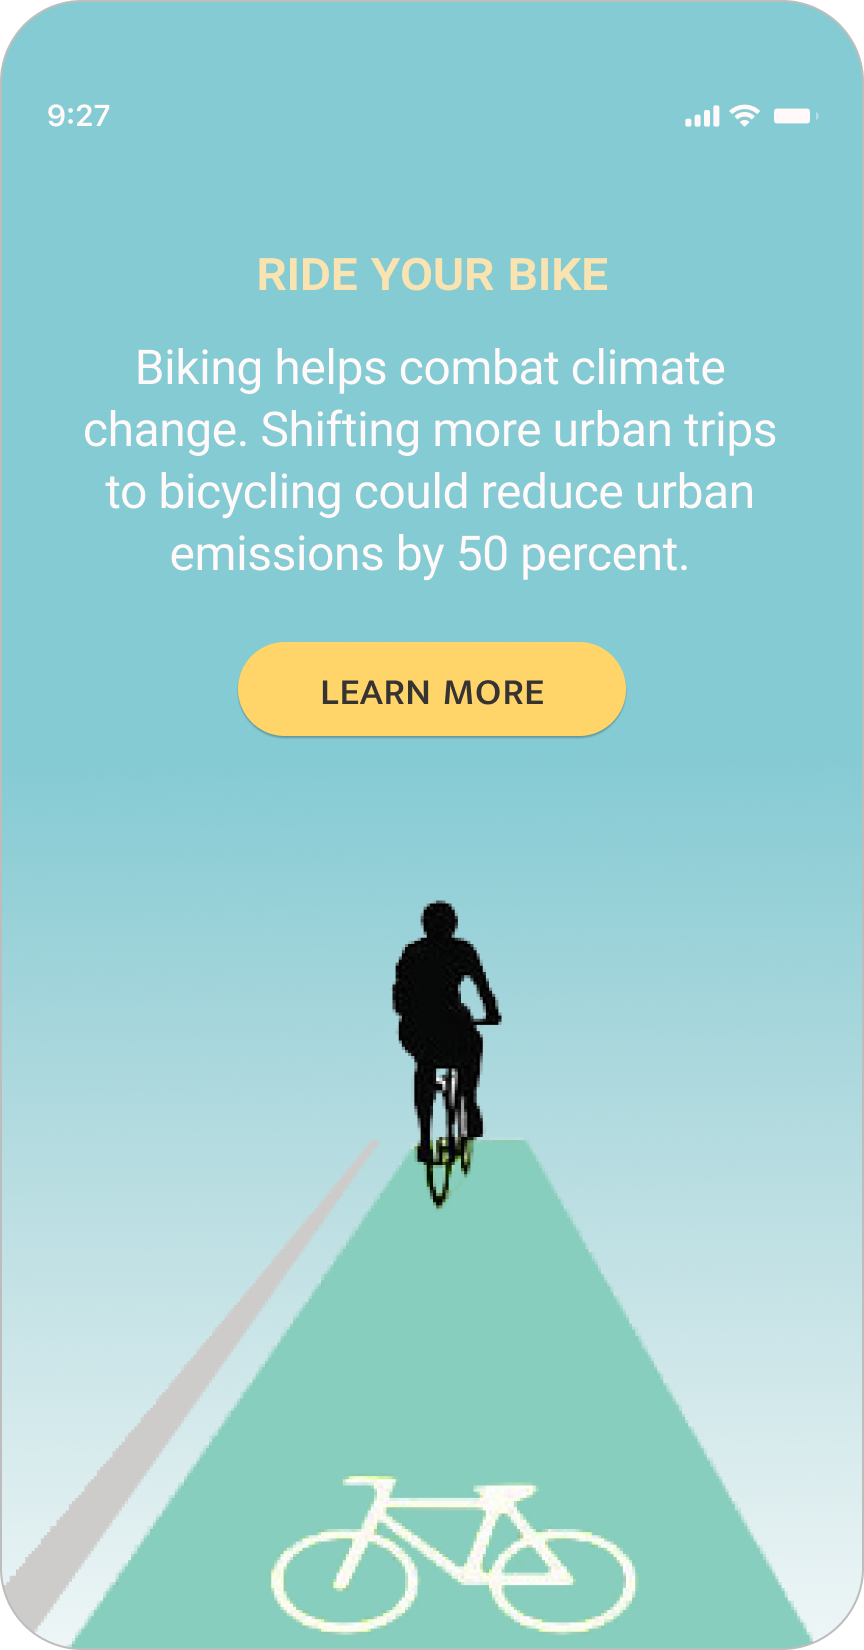 9:27
RIDE YOUR BIKE
Biking helps combat climate
change. Shifting more urban trips
to bicycling could reduce urban
emissions by 50 percent.
LEARN MORE